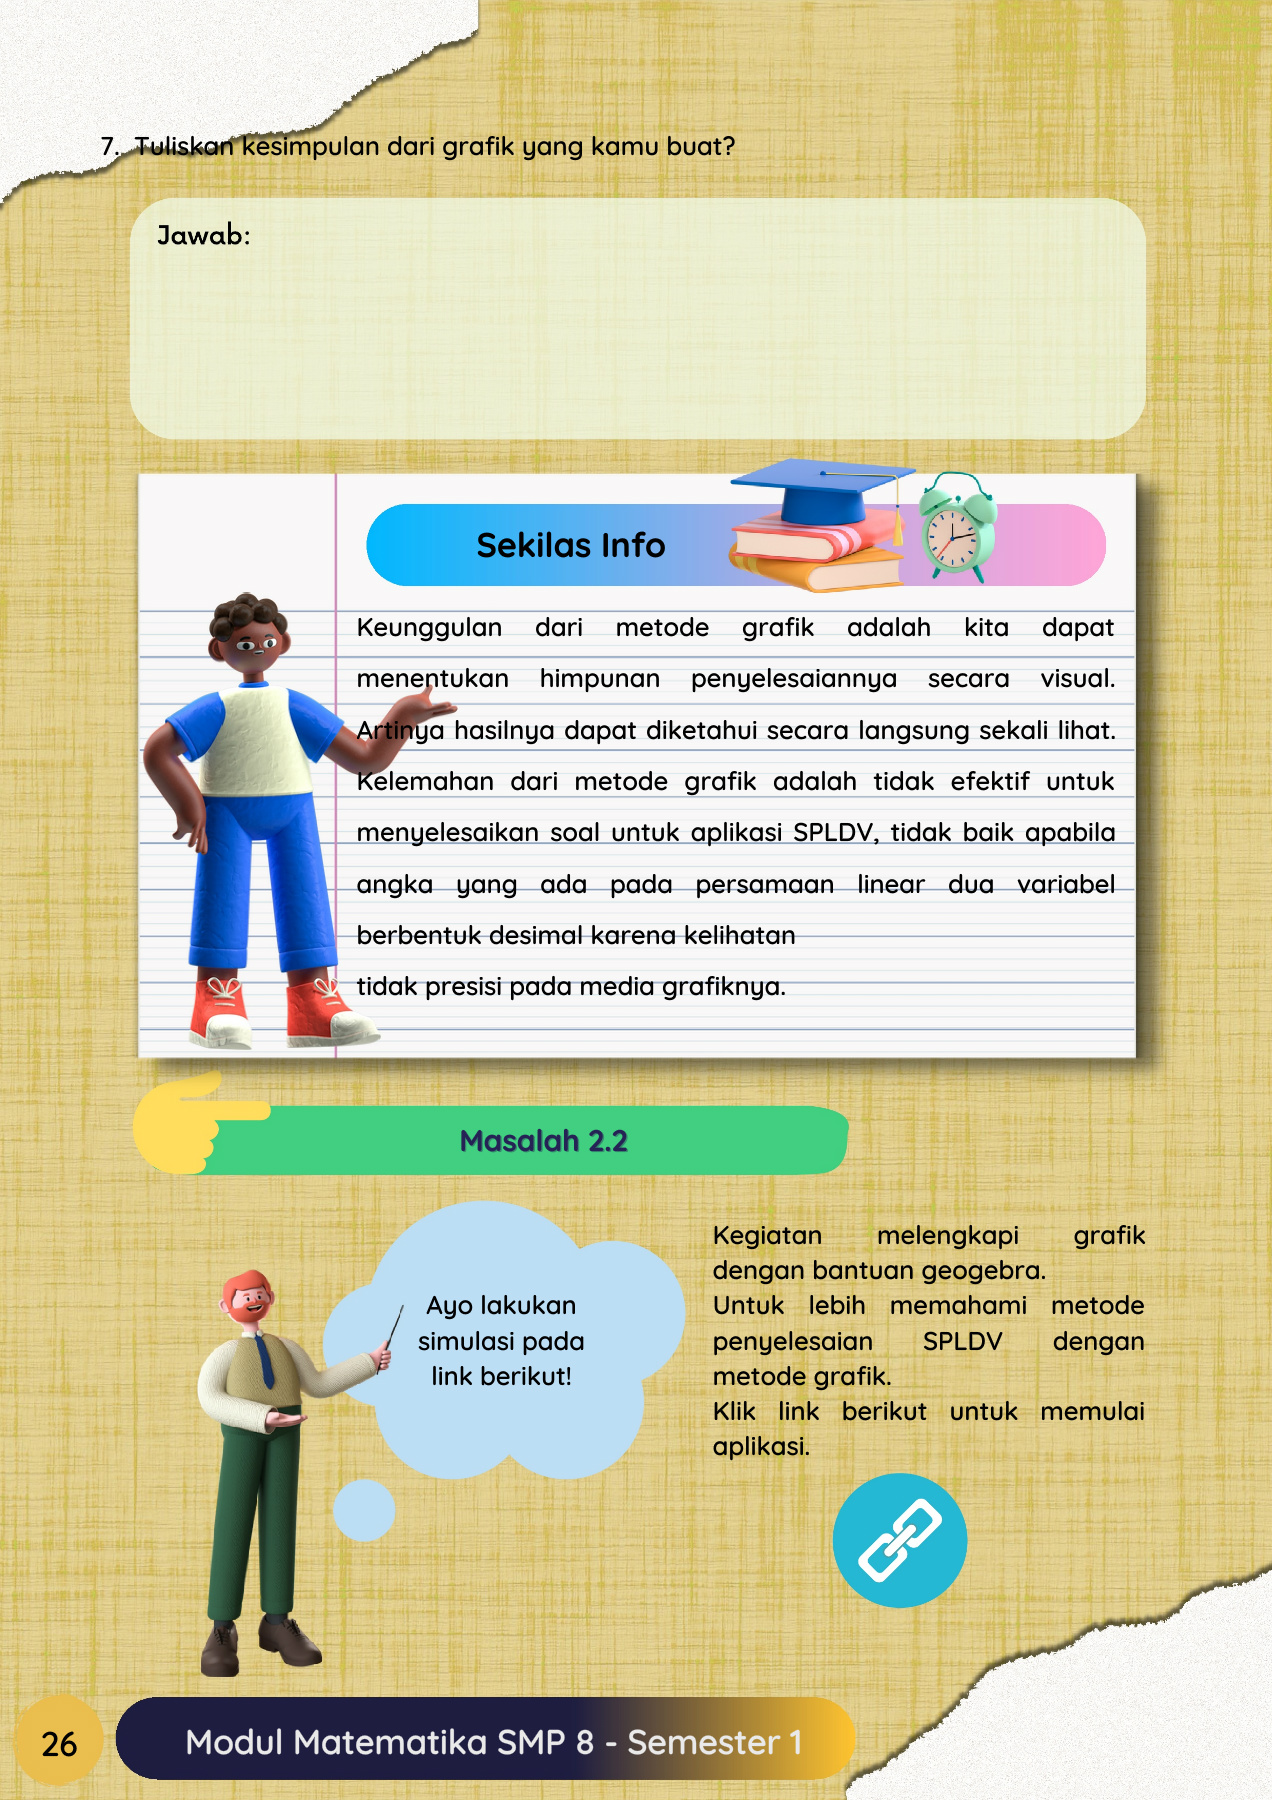 7. Tuliskan kesimpulan dari grafik yang kamu buat?
Jawab:
Sekilas Info
Keunggulan dari metode grafik adalah kita dapat
menentukan himpunan penyelesaiannya secara visual.
Artinya hasilnya dapat diketahui secara langsung sekali lihat.
Kelemahan dari metode grafik adalah tidak efektif untuk
menyelesaikan soal untuk aplikasi SPLDV, tidak baik apabila
angka yang ada pada persamaan linear dua variabel
berbentuk desimal karena kelihatan
tidak presisi pada media grafiknya.
Masalah 2.2
Ayo lakukan
simulasi pada
link berikut!
Kegiatan melengkapi grafik
dengan bantuan geogebra.
Untuk lebih memahami metode
penyelesaian SPLDV dengan
metode grafik.
Klik link berikut untuk memulai
aplikasi.
26
Modul Matematika SMP 8 - Semester 1